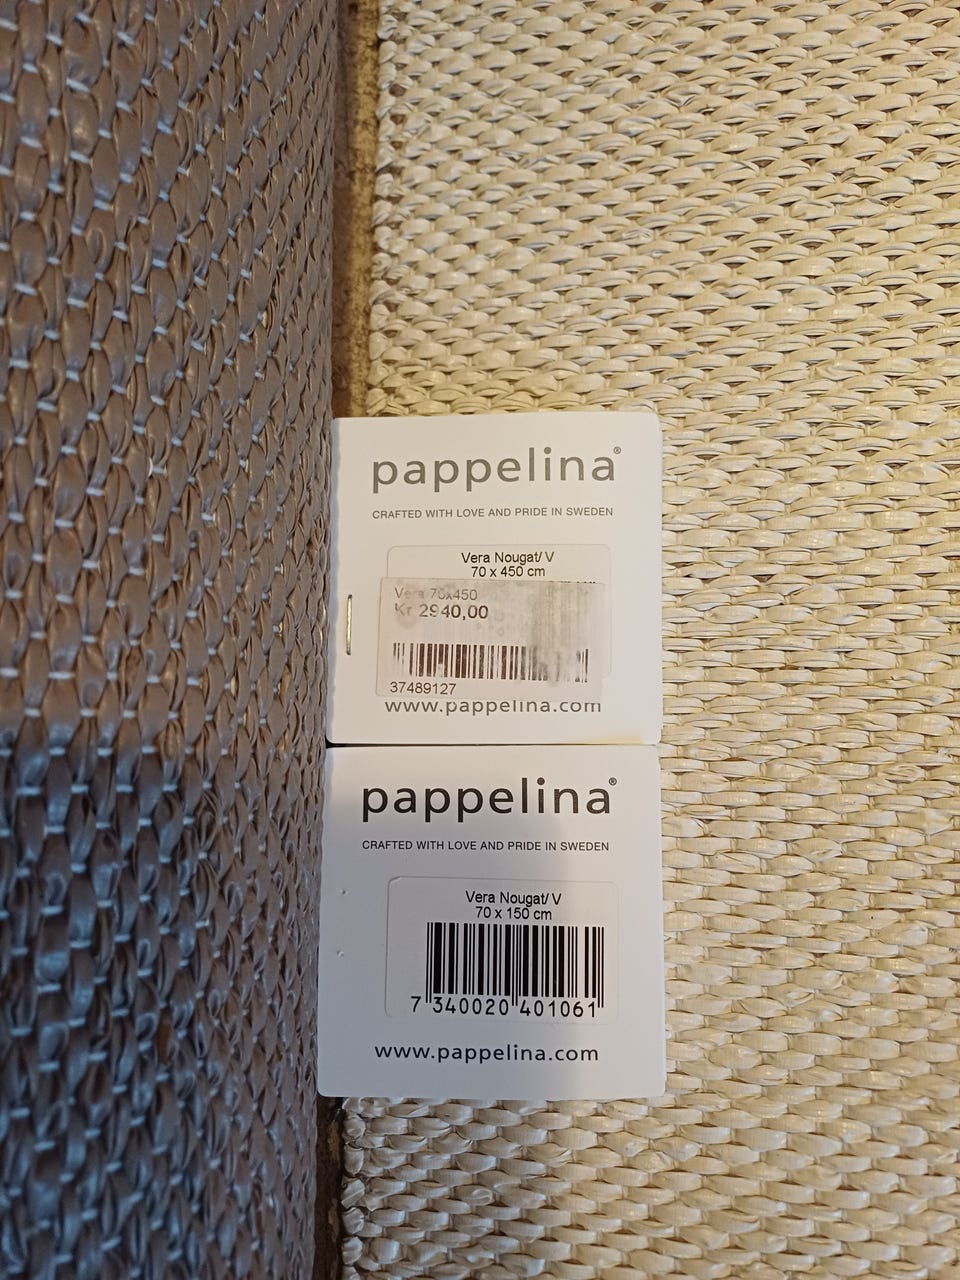 pappelina®
CRAFTED WITH LOVE AND PRIDE IN SWEDEN
Vera Nougat/ V
70 x 450 cm
Vera 70x450
Kr 2940,00
37489127
www.pappelina.com
pappelina®
CRAFTED WITH LOVE AND PRIDE IN SWEDEN
Vera Nougat/ V
70 x 150 cm
7 340020 401061
www.pappelina.com